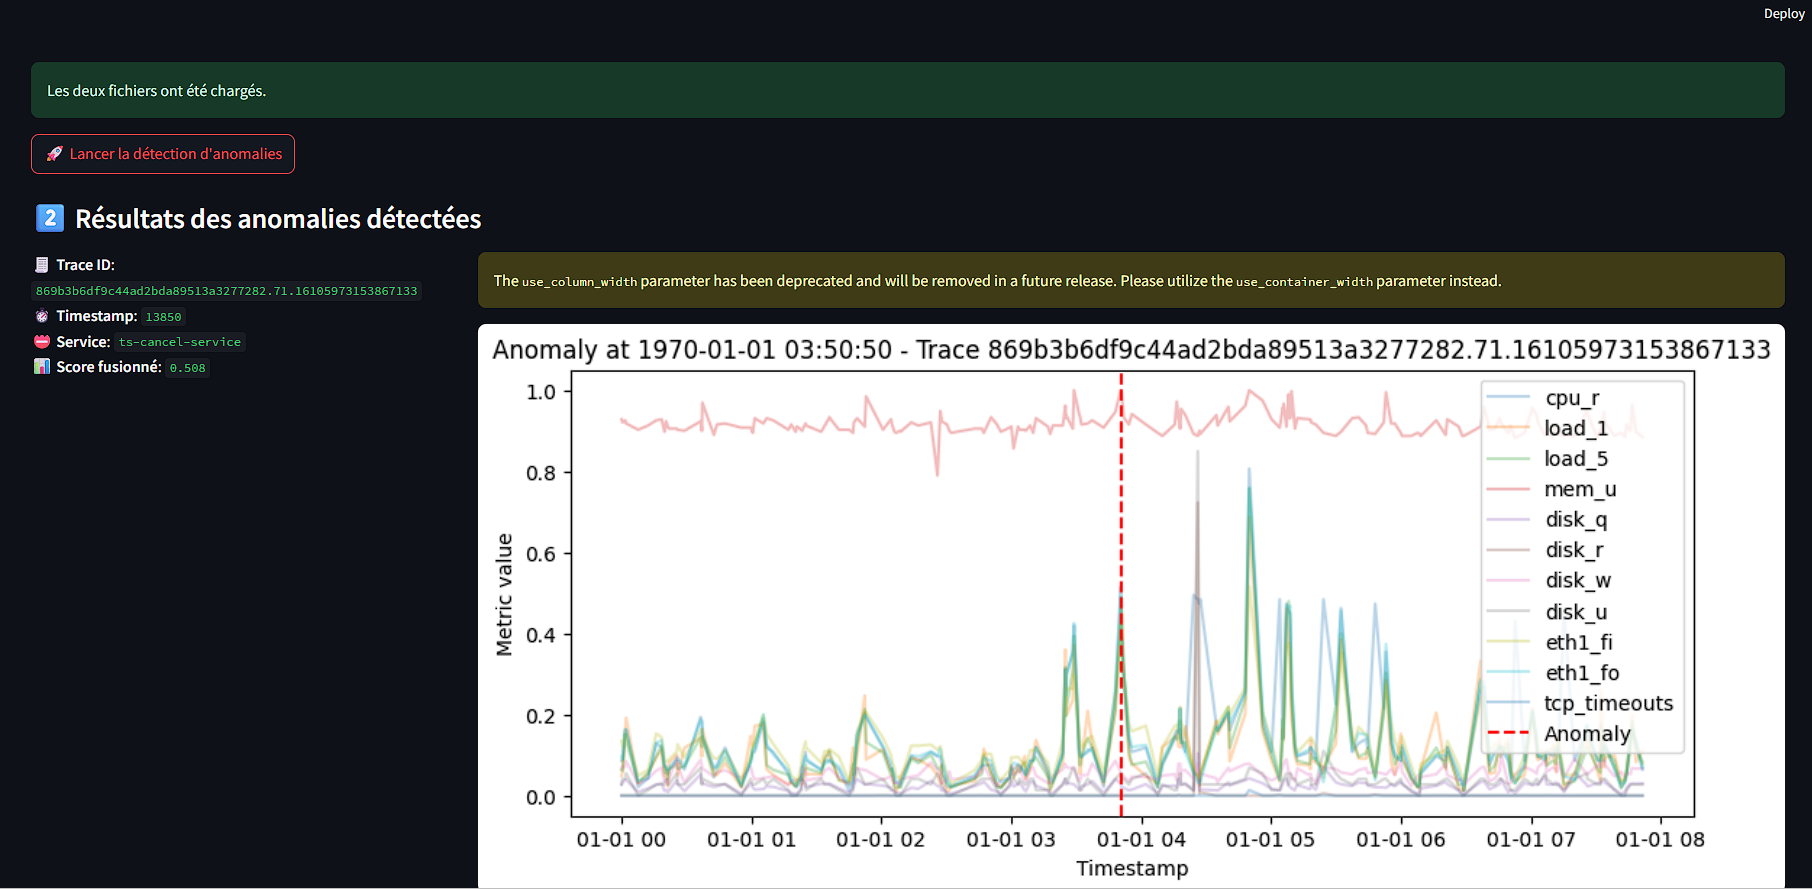 Deploy
Les deux fichiers ont été chargés.
🚀 Lancer la détection d'anomalies
2 Résultats des anomalies détectées
Trace ID:
869b3b6df9c44ad2bda89513a3277282.71.16105973153867133
Timestamp: 13850
Service: ts-cancel-service
Score fusionné: 0.508
The use_column_width parameter has been deprecated and will be removed in a future release. Please utilize the use_container_width parameter instead.
Anomaly at 1970-01-01 03:50:50 - Trace 869b3b6df9c44ad2bda89513a3277282.71.16105973153867133
Metric value
1.0
0.8
0.6
0.4
0.2
0.0
cpu_r
load_1
load_5
mem_u
disk_q
disk_r
disk_w
disk_u
eth1_fi
eth1_fo
tcp_timeouts
Anomaly
01-01 00
01-01 01
01-01 02
01-01 03
01-01 04
01-01 05
01-01 06
01-01 07
01-01 08
Timestamp